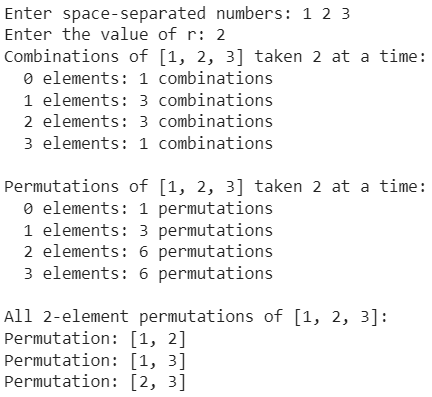 Enter space-separated numbers: 1 2 3
Enter the value of r: 2
Combinations of [1, 2, 3] taken 2 at a time:
  0 elements: 1 combinations
  1 elements: 3 combinations
  2 elements: 3 combinations
  3 elements: 1 combinations

Permutations of [1, 2, 3] taken 2 at a time:
  0 elements: 1 permutations
  1 elements: 3 permutations
  2 elements: 6 permutations
  3 elements: 6 permutations

All 2-element permutations of [1, 2, 3]:
Permutation: [1, 2]
Permutation: [1, 3]
Permutation: [2, 3]